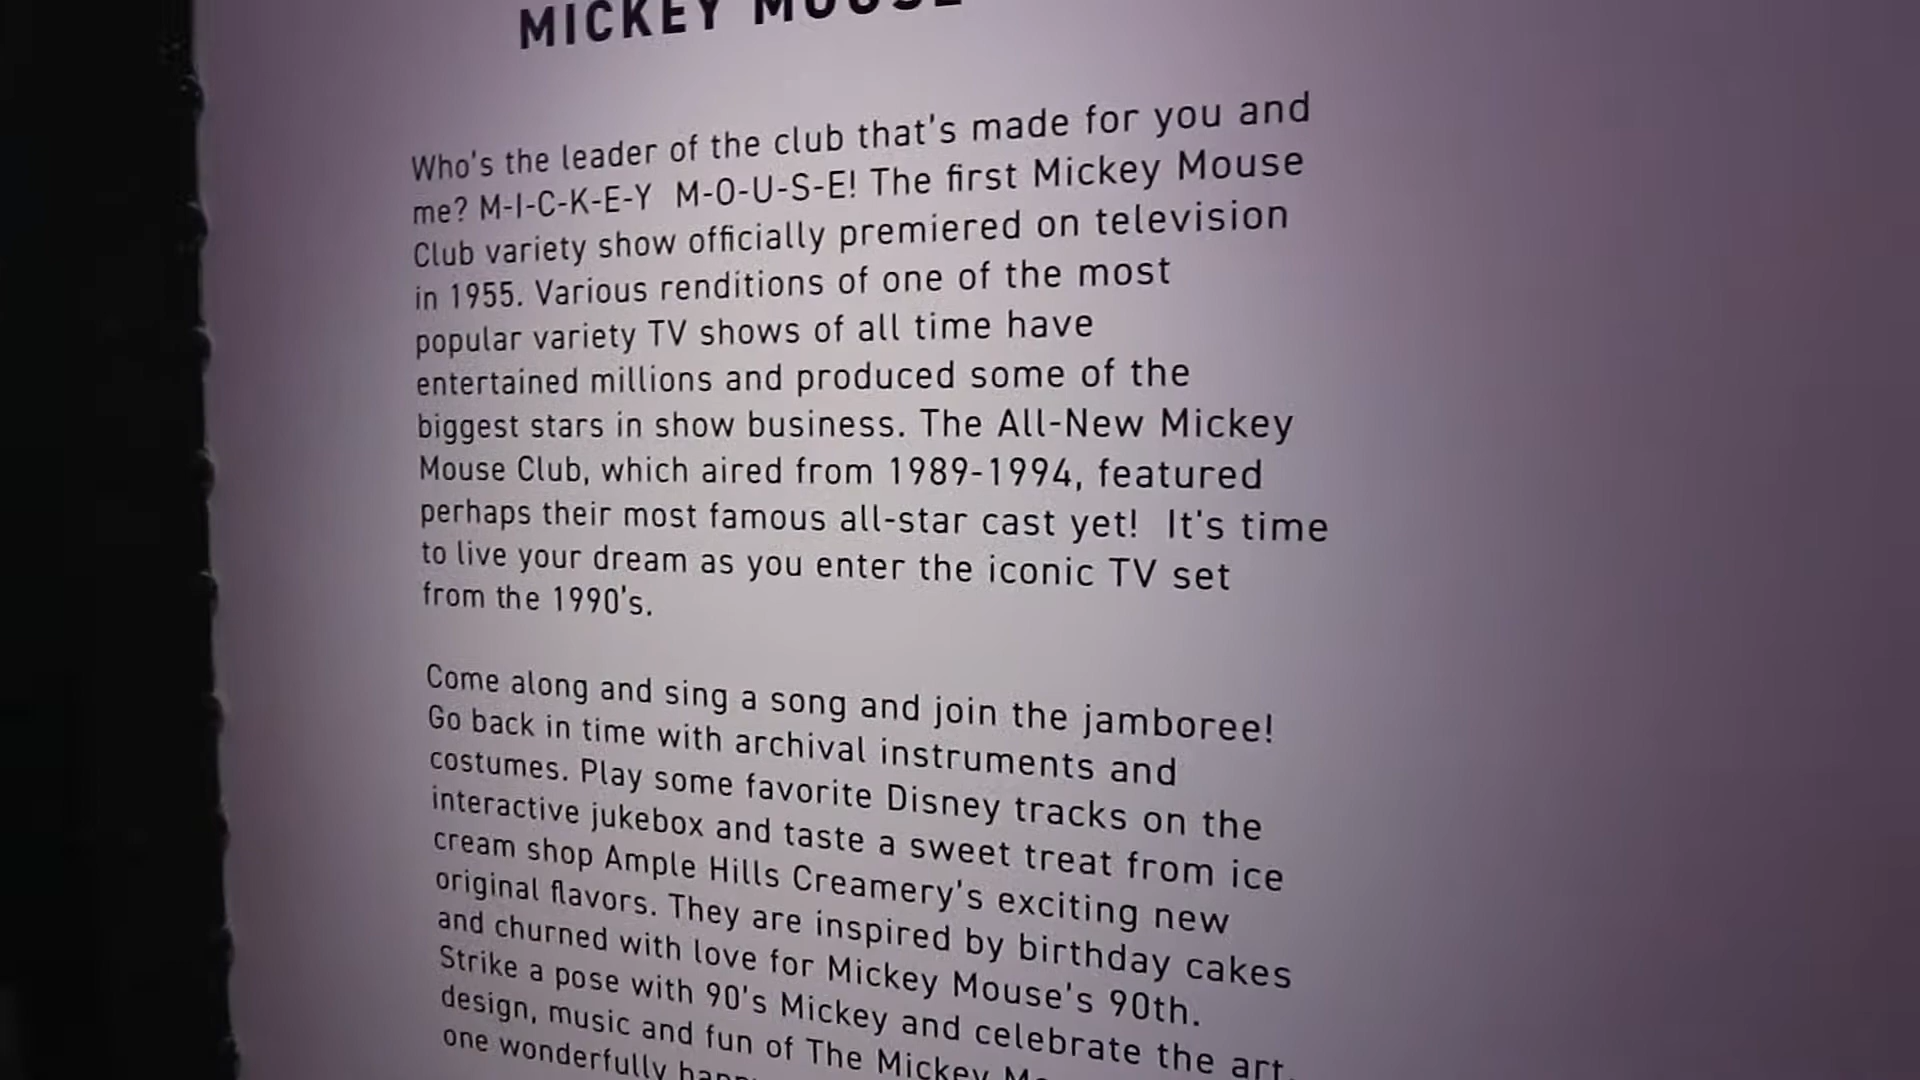 MICKEY MOUSE
Who's the leader of the club that's made for you and
me? M-I-C-K-E-Y M-O-U-S-E! The first Mickey Mouse
Club variety show officially premiered on television
in 1955. Various renditions of one of the most
popular variety TV shows of all time have
entertained millions and produced some of the
biggest stars in show business. The All-New Mickey
Mouse Club, which aired from 1989-1994, featured
perhaps their most famous all-star cast yet! It's time
to live your dream as you enter the iconic TV set
from the 1990's.
Come along and sing a song and join the jamboree!
Go back in time with archival instruments and
costumes. Play some favorite Disney tracks on the
interactive jukebox and taste a sweet treat from ice
cream shop Ample Hills Creamery's exciting new
original flavors. They are inspired by birthday cakes
and churned with love for Mickey Mouse's 90th.
Strike a pose with 90's Mickey and celebrate the art,
design, music and fun of The Mickey
one wonderfully